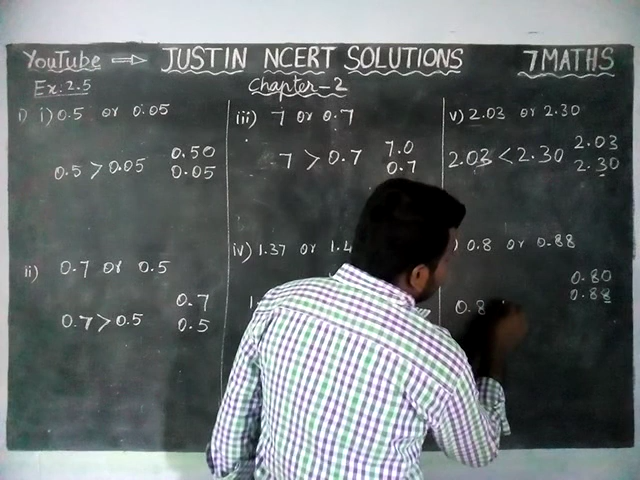 YouTube ⇒ JUSTIN NCERT SOLUTIONS 7 MATHS
Ex.2.5 Chapter-2
1) i) 0.5 or 0.05
0.50
0.5 > 0.05
0.05
ii) 0.7 or 0.5
0.7
0.7 > 0.5
0.5
iii) 7 or 0.7
7.0
7 > 0.7
0.7
iv) 1.37 or 1.4
v) 2.03 or 2.30
2.03
2.03 < 2.30
2.30
) 0.8 or 0.88
0.80
0.88
0.8